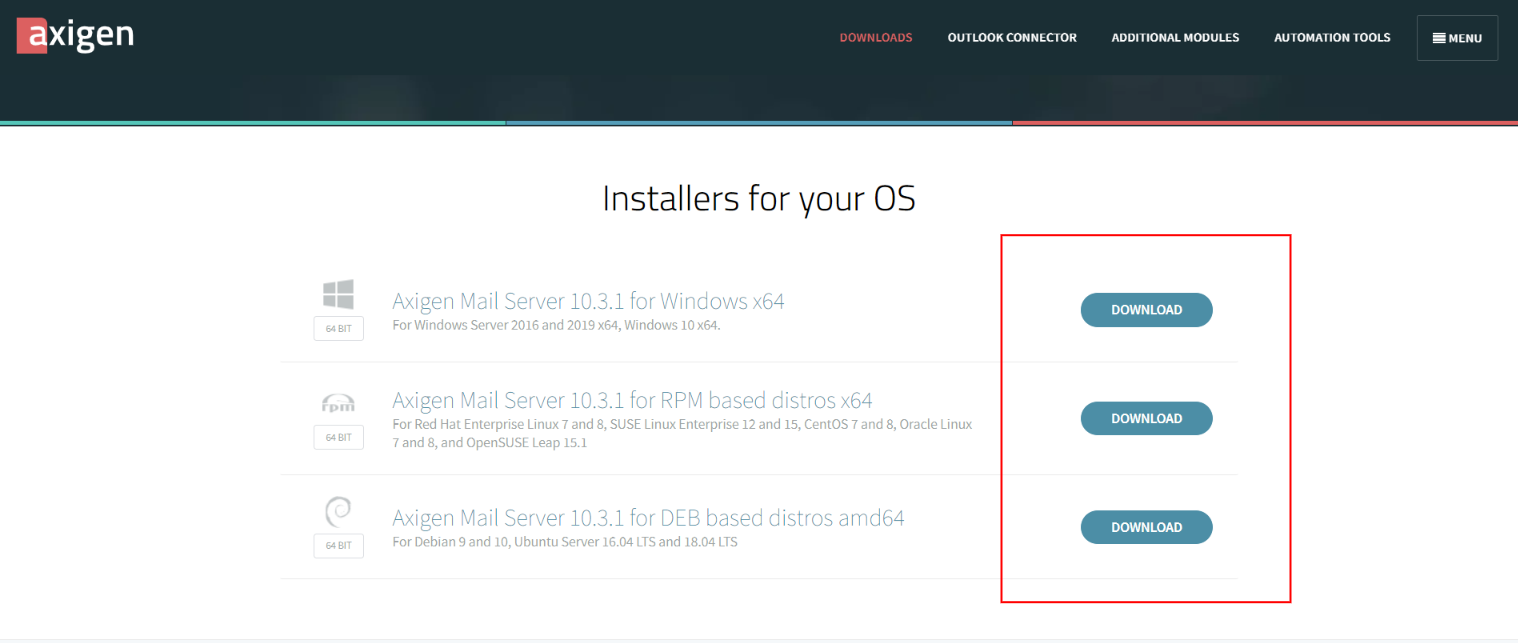 axigen
DOWNLOADS
OUTLOOK CONNECTOR
ADDITIONAL MODULES
AUTOMATION TOOLS
MENU
Installers for your OS
64 BIT
Axigen Mail Server 10.3.1 for Windows x64
For Windows Server 2016 and 2019 x64, Windows 10 x64.
DOWNLOAD
rpm
64 BIT
Axigen Mail Server 10.3.1 for RPM based distros x64
For Red Hat Enterprise Linux 7 and 8, SUSE Linux Enterprise 12 and 15, CentOS 7 and 8, Oracle Linux
7 and 8, and OpenSUSE Leap 15.1
DOWNLOAD
64 BIT
Axigen Mail Server 10.3.1 for DEB based distros amd64
For Debian 9 and 10, Ubuntu Server 16.04 LTS and 18.04 LTS
DOWNLOAD